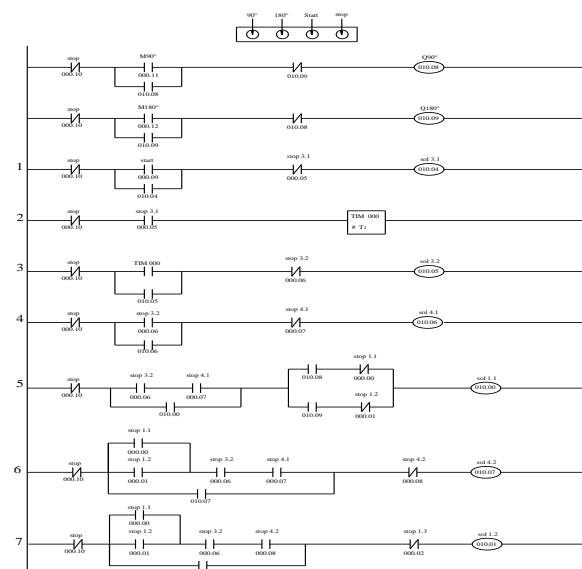 90° 180° Start stop
stop M90° Q90°
000.10 000.11 010.09 010.08
010.08
stop M180° Q180°
000.10 000.12 010.08 010.09
010.09
1 stop start stop 3.1 sol 3.1
000.10 000.09 000.05 010.04
010.04
2 stop stop 3.1 TIM 000
000.10 000.05 # T1
3 stop TIM 000 stop 3.2 sol 3.2
000.10 000.06 010.05
010.05
4 stop stop 3.2 stop 4.1 sol 4.1
000.10 000.06 000.07 010.06
010.06
stop 1.1
010.08 000.00
5 stop stop 3.2 stop 4.1 sol 1.1
000.10 000.06 000.07 010.00
010.00 stop 1.2
010.09 000.01
stop 1.1
000.00
6 stop stop 1.2 stop 3.2 stop 4.1 stop 4.2 sol 4.2
000.10 000.01 000.06 000.07 000.08 010.07
010.07
stop 1.1
000.00
7 stop stop 1.2 stop 3.2 stop 4.2 stop 1.3 sol 1.2
000.10 000.01 000.06 000.08 000.02 010.01